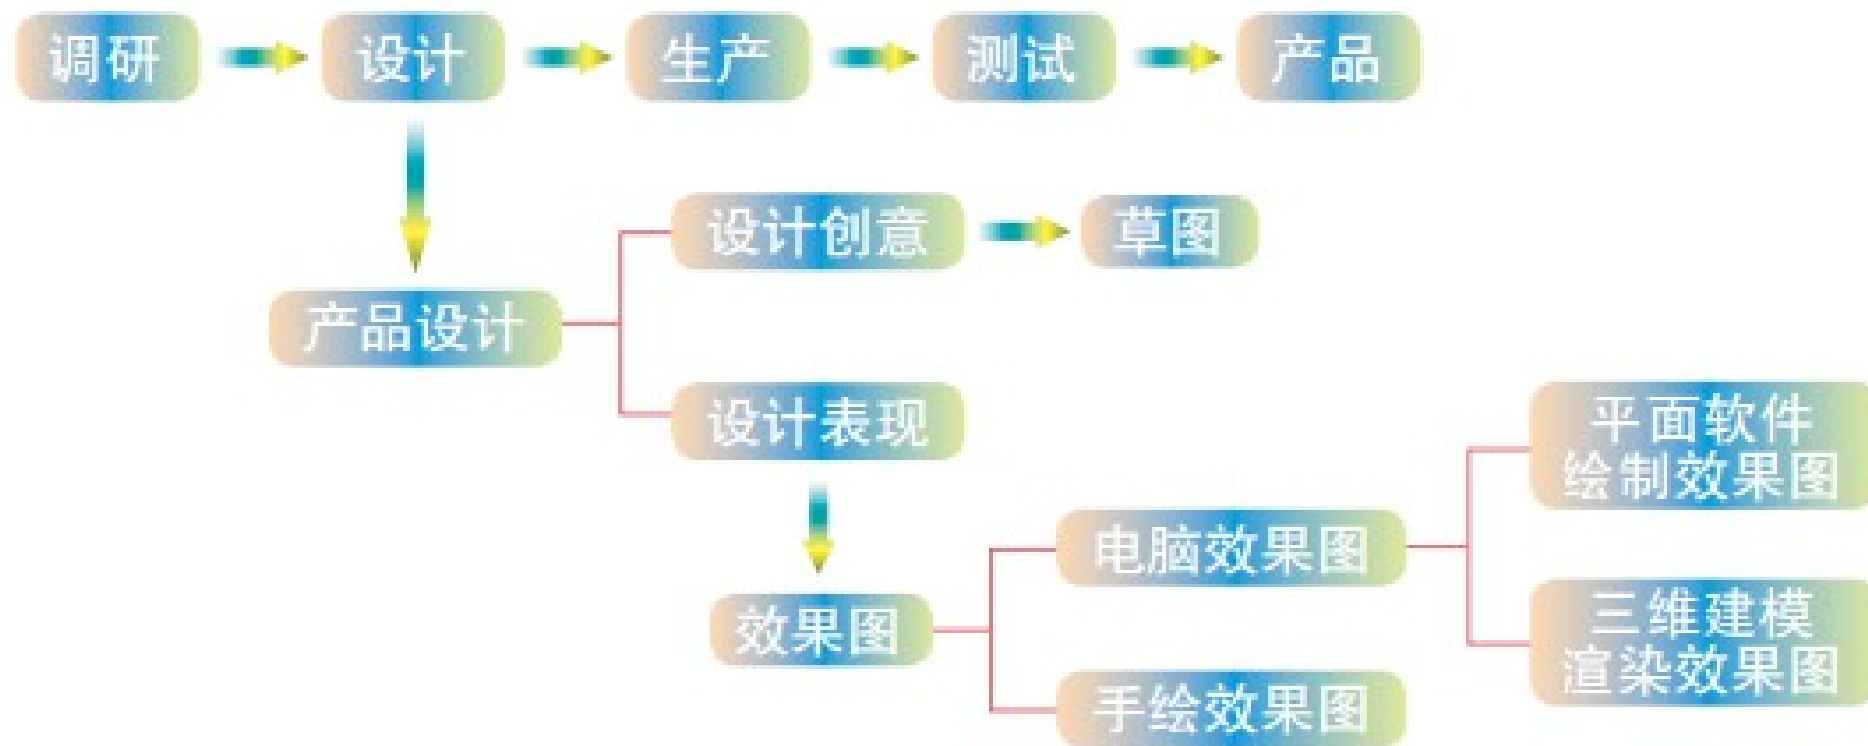 调研
设计
生产
测试
产品
设计创意
草图
产品设计
设计表现
平面软件
绘制效果图
电脑效果图
三维建模
渲染效果图
效果图
手绘效果图